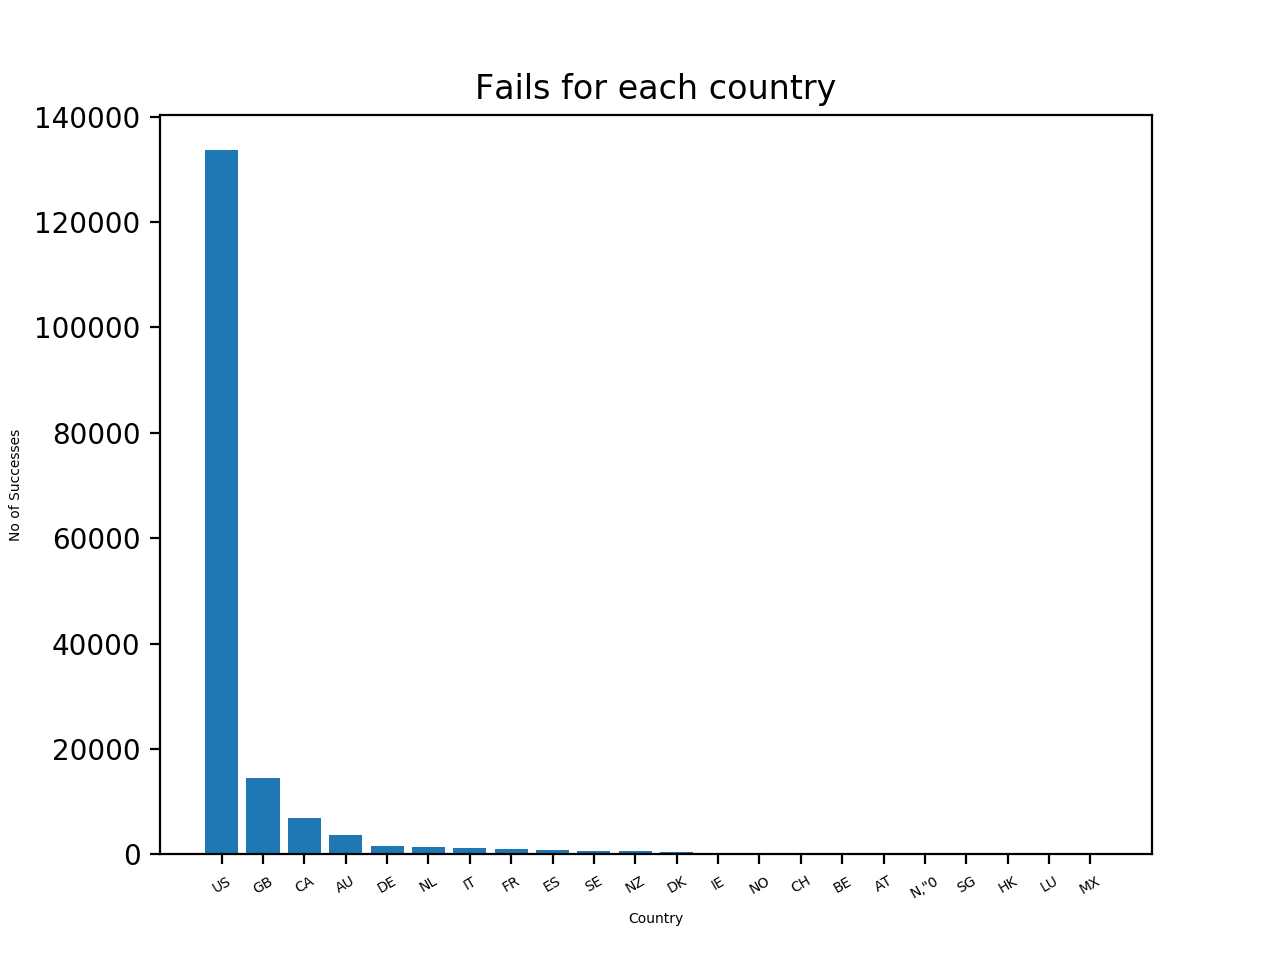 Fails for each country
140000
120000
100000
80000
60000
40000
20000
0
No of Successes
US GB CA AU DE NL IT FR ES SE NZ DK IE NO CH BE AT N,"0 SG HK LU MX
Country